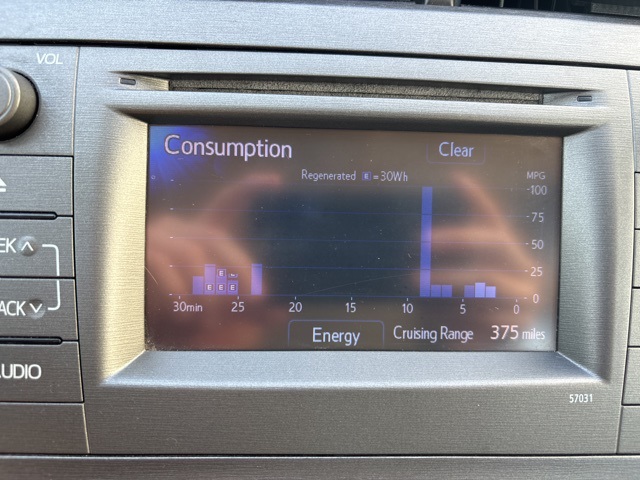 VOL
Consumption Clear
Regenerated E =30Wh MPG
100
75
50
25
0
E
E E E
30min 25 20 15 10 5 0
Energy Cruising Range 375 miles
EK
ACK
UDIO
57031